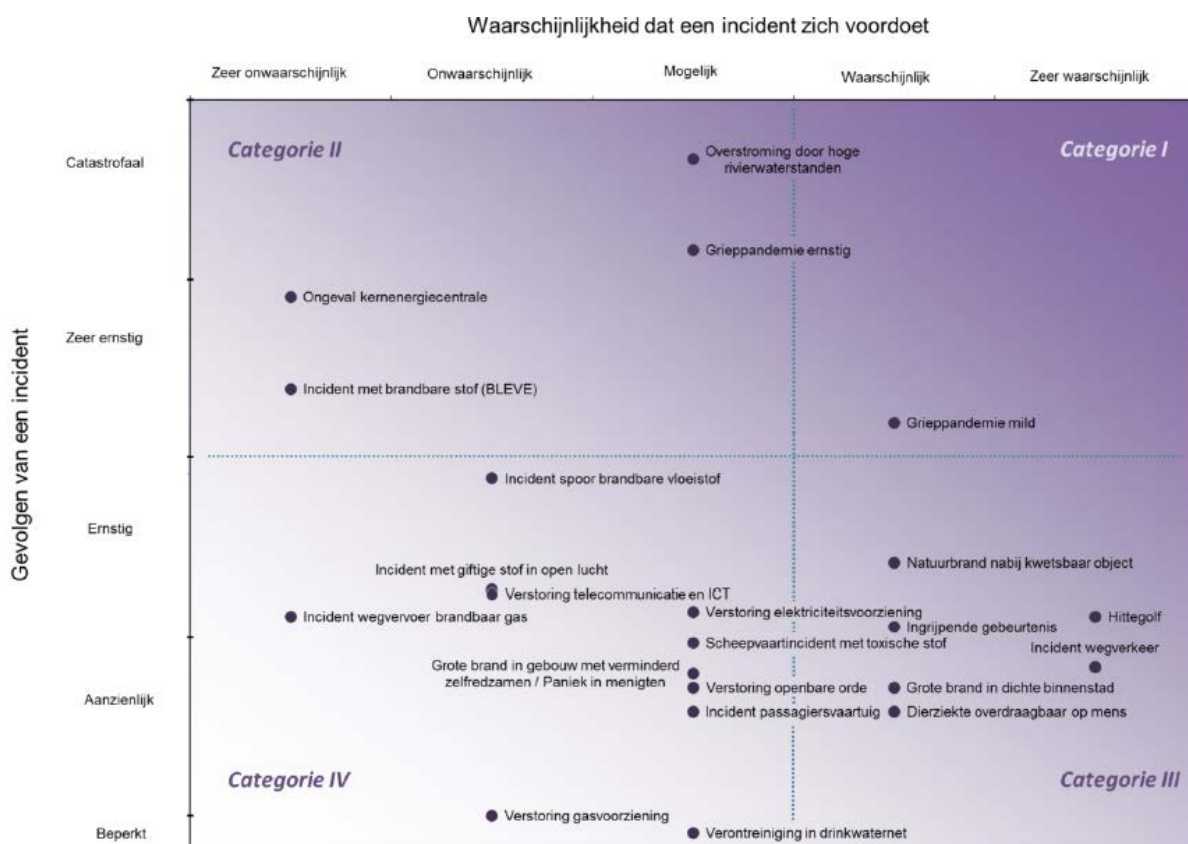 Waarschijnlijkheid dat een incident zich voordoet
Zeer onwaarschijnlijk
Onwaarschijnlijk
Mogelijk
Waarschijnlijk
Zeer waarschijnlijk
Gevolgen van een incident
Catastrofaal
Zeer ernstig
Ernstig
Aanzienlijk
Beperkt
Categorie II
Categorie I
Overstroming door hoge
rivierwaterstanden
Grieppandemie ernstig
Ongeval kernenergiecentrale
Incident met brandbare stof (BLEVE)
Grieppandemie mild
Incident spoor brandbare vloeistof
Natuurbrand nabij kwetsbaar object
Incident met giftige stof in open lucht
Verstoring telecommunicatie en ICT
Incident wegvervoer brandbaar gas
Verstoring elektriciteitsvoorziening
Hittegolf
Ingrijpende gebeurtenis
Scheepvaartincident met toxische stof
Incident wegverkeer
Grote brand in gebouw met verminderd
zelfredzamen / Paniek in menigten
Verstoring openbare orde
Grote brand in dichte binnenstad
Incident passagiersvaartuig
Dierziekte overdraagbaar op mens
Categorie IV
Categorie III
Verstoring gasvoorziening
Verontreiniging in drinkwaternet